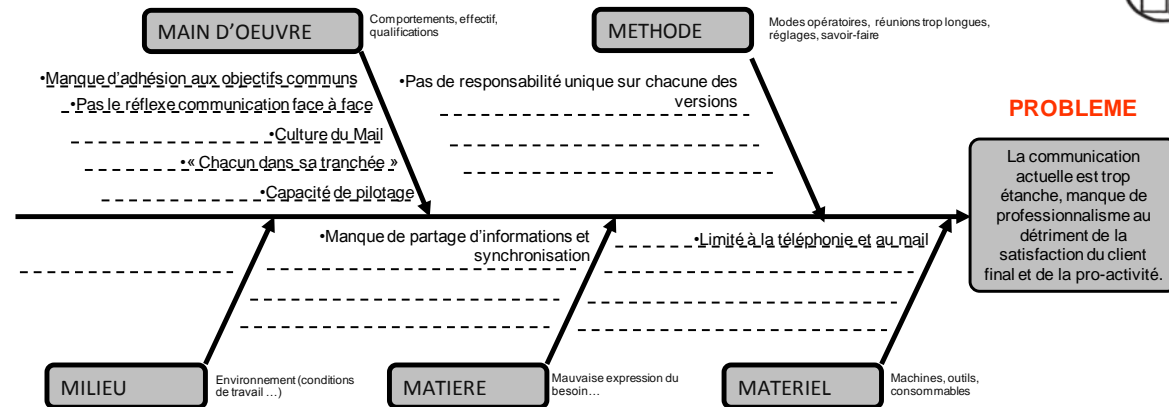 MAIN D'OEUVRE
Comportements, effectif,
qualifications
METHODE
Modes opératoires, réunions trop longues,
réglages, savoir-faire
•Manque d'adhésion aux objectifs communs
•Pas le réflexe communication face à face
•Culture du Mail
•« Chacun dans sa tranchée »
•Capacité de pilotage
•Pas de responsabilité unique sur chacune des
versions
PROBLEME
La communication
actuelle est trop
étanche, manque de
professionnalisme au
détriment de la
satisfaction du client
final et de la pro-activité.
•Manque de partage d'informations et
synchronisation
•Limité à la téléphonie et au mail
MILIEU
Environnement (conditions
de travail …)
MATIERE
Mauvaise expression du
besoin…
MATERIEL
Machines, outils,
consommables